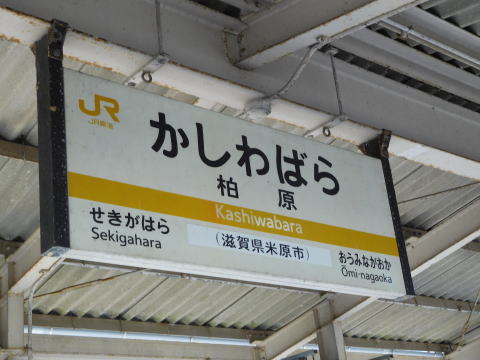 JR
JR東海
かしわばら
柏原
Kashiwabara
せきがはら
Sekigahara
(滋賀県米原市)
おうみながおか
Ōmi-nagaoka